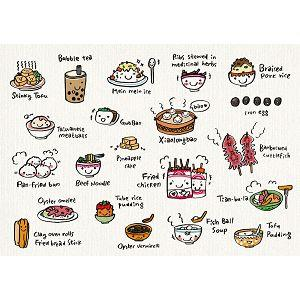 Bubble tea
Ribs stewed in
medicinal herbs
Braised
Pork rice
Stinky Tofu
Mein mein ice
iron egg
Taiwanese
meatballs
GuaBao
Xiaolongbao
Barbecued
cuttlefish
Pineapple
cake
Pan-Fried bun
Beef Noodle
Fried
chicken
Tian-bu-la
Oyster omelet
Tube rice
pudding
Fish Ball
Soup
Tofu
Pudding
Clay oven rolls
Fried bread stick
Oyster vermicelli